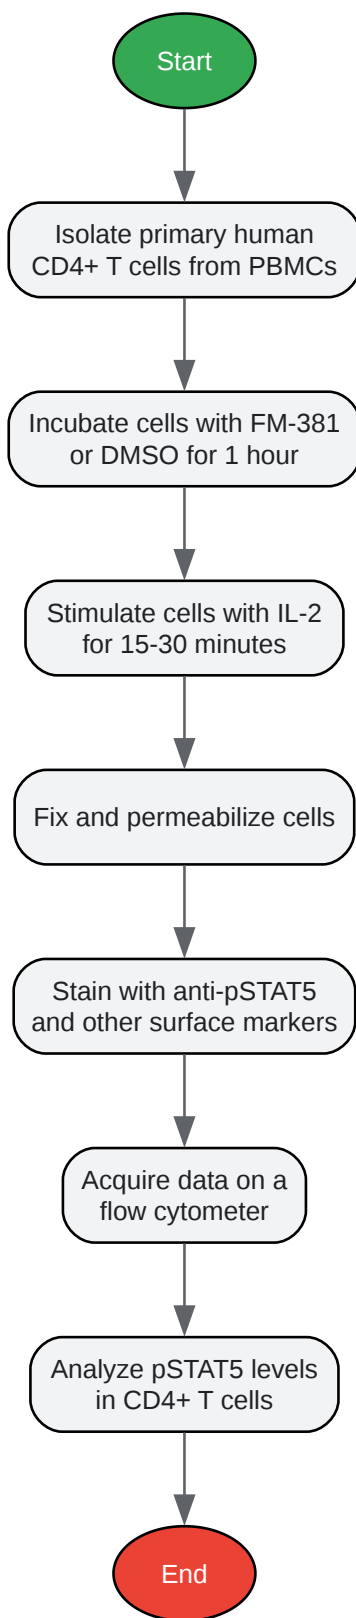 Start
Isolate primary human
CD4+ T cells from PBMCs
Incubate cells with FM-381
or DMSO for 1 hour
Stimulate cells with IL-2
for 15-30 minutes
Fix and permeabilize cells
Stain with anti-pSTAT5
and other surface markers
Acquire data on a
flow cytometer
Analyze pSTAT5 levels
in CD4+ T cells
End